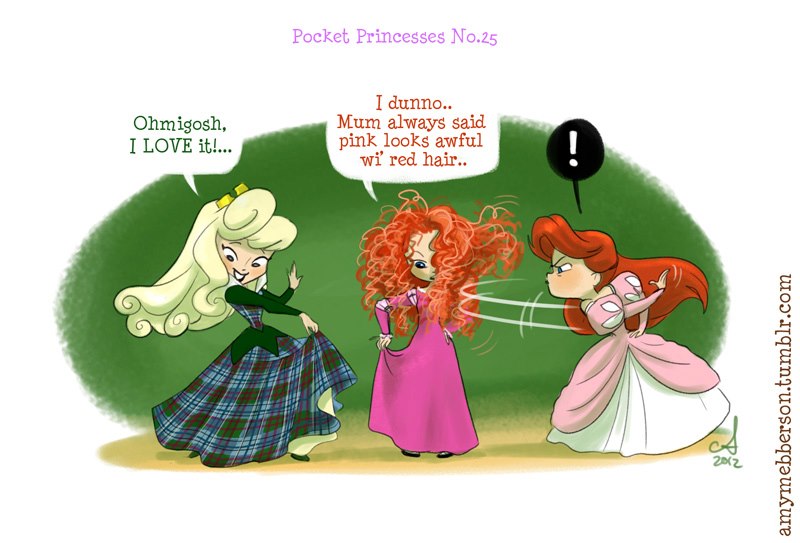 Pocket Princesses No.25
Ohmigosh,
I LOVE it!...
I dunno..
Mum always said
pink looks awful
wi' red hair..
!
2012
amymebberson.tumblr.com